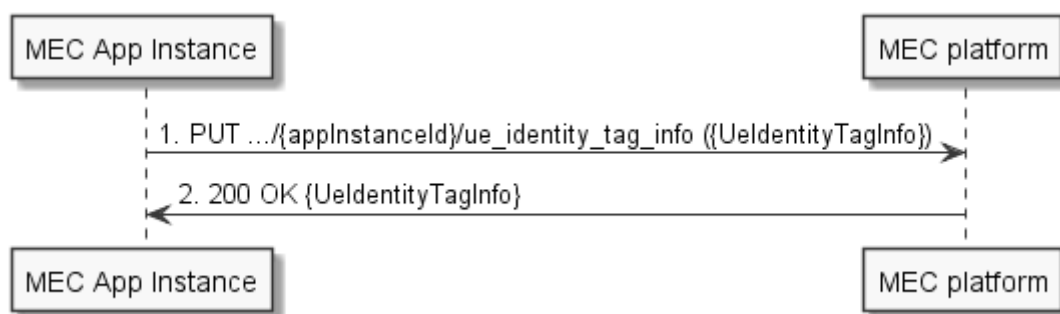 MEC App Instance
MEC platform
1. PUT .../{appInstanceId}/ue_identity_tag_info ({UeIdentityTagInfo})
2. 200 OK {UeIdentityTagInfo}
MEC App Instance
MEC platform